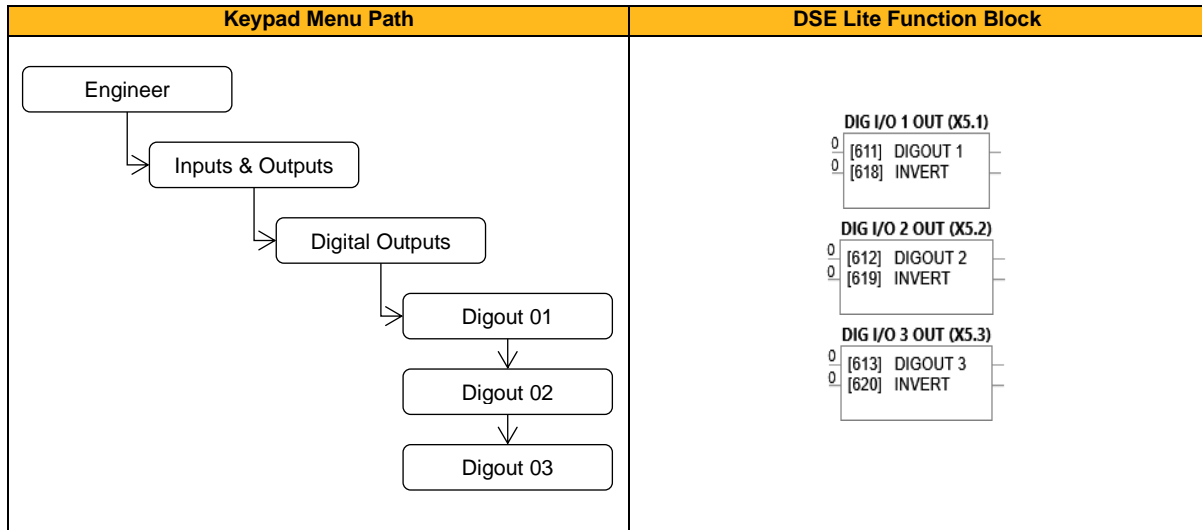 Keypad Menu Path
DSE Lite Function Block
Engineer
Inputs & Outputs
Digital Outputs
Digout 01
Digout 02
Digout 03
DIG I/O 1 OUT (X5.1)
0 [611] DIGOUT 1
0 [618] INVERT
DIG I/O 2 OUT (X5.2)
0 [612] DIGOUT 2
0 [619] INVERT
DIG I/O 3 OUT (X5.3)
0 [613] DIGOUT 3
0 [620] INVERT